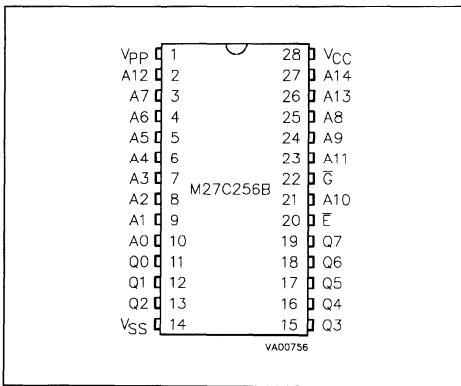 VPP 1 28 VCC
A12 2 27 A14
A7 3 26 A13
A6 4 25 A8
A5 5 24 A9
A4 6 23 A11
A3 7 22 G̅
A2 8 21 A10
M27C256B
A1 9 20 E̅
A0 10 19 Q7
Q0 11 18 Q6
Q1 12 17 Q5
Q2 13 16 Q4
VSS 14 15 Q3
VA00756